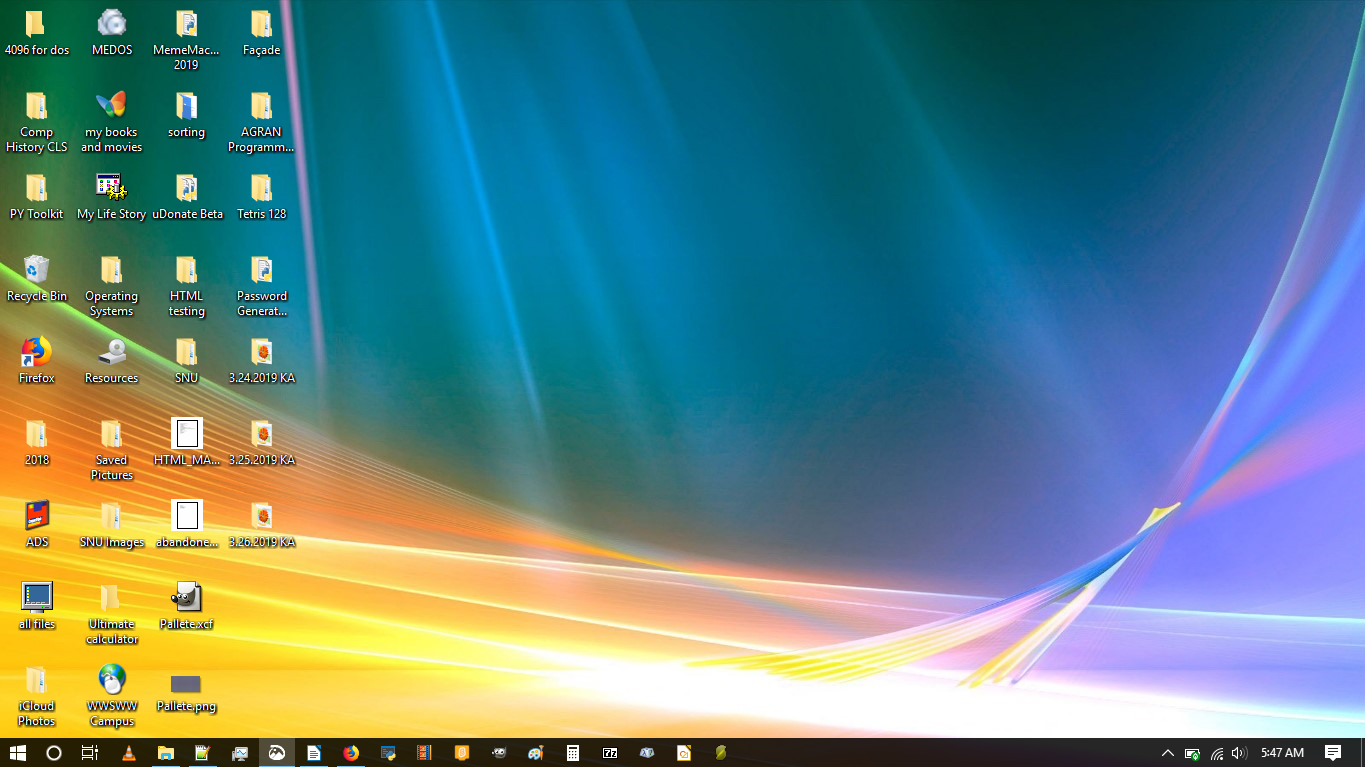 4096 for dos
MEDOS
MemeMac...
2019
Façade
Comp
History CLS
my books
and movies
sorting
AGRAN
Programm...
PY Toolkit
My Life Story
uDonate Beta
Tetris 128
Recycle Bin
Operating
Systems
HTML
testing
Password
Generat...
Firefox
Resources
SNU
3.24.2019 KA
2018
Saved
Pictures
HTML_MA...
3.25.2019 KA
ADS
SNU Images
abandone...
3.26.2019 KA
all files
Ultimate
calculator
Pallete.xcf
iCloud
Photos
WWSWW
Campus
Pallete.png
7z
5:47 AM